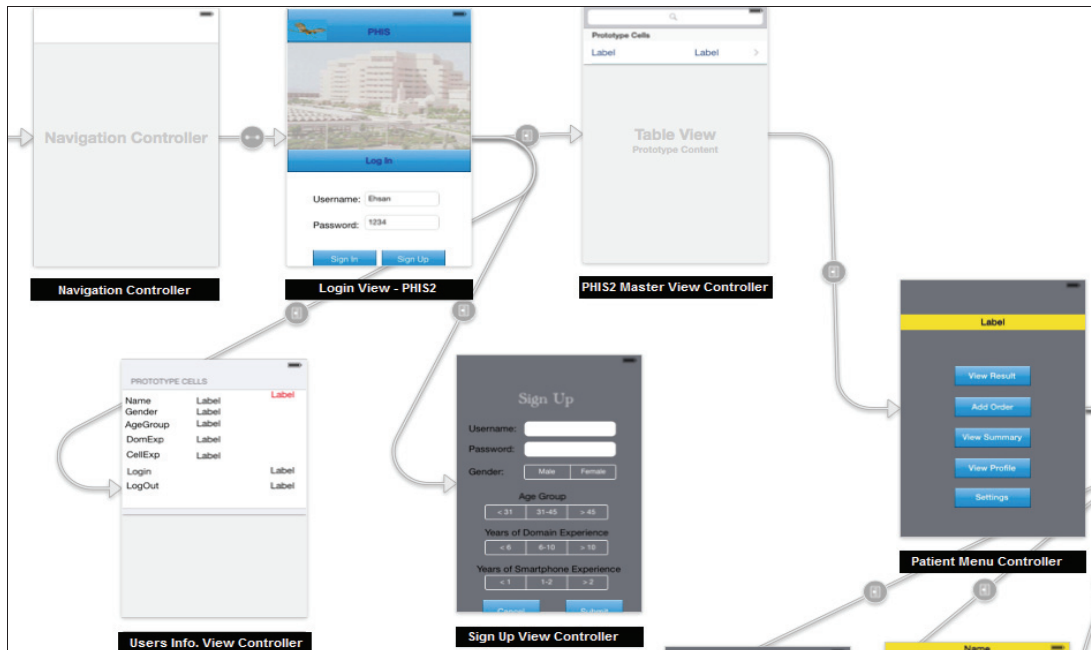 Navigation Controller
Navigation Controller
PHIS
Log In
Username: Ehsan
Password: 1234
Sign In Sign Up
Login View - PHIS2
Prototype Cells
Label Label
Table View
Prototype Content
PHIS2 Master View Controller
PROTOTYPE CELLS
Label
Name Label
Gender Label
AgeGroup Label
DomExp Label
CellExp Label
Login Label
LogOut Label
Users Info. View Controller
Sign Up
Username:
Password:
Gender: Male Female
Age Group
< 31 31-45 > 45
Years of Domain Experience
< 6 6-10 > 10
Years of Smartphone Experience
< 1 1-2 > 2
Cancel Submit
Sign Up View Controller
Label
View Result
Add Order
View Summary
View Profile
Settings
Patient Menu Controller
Name